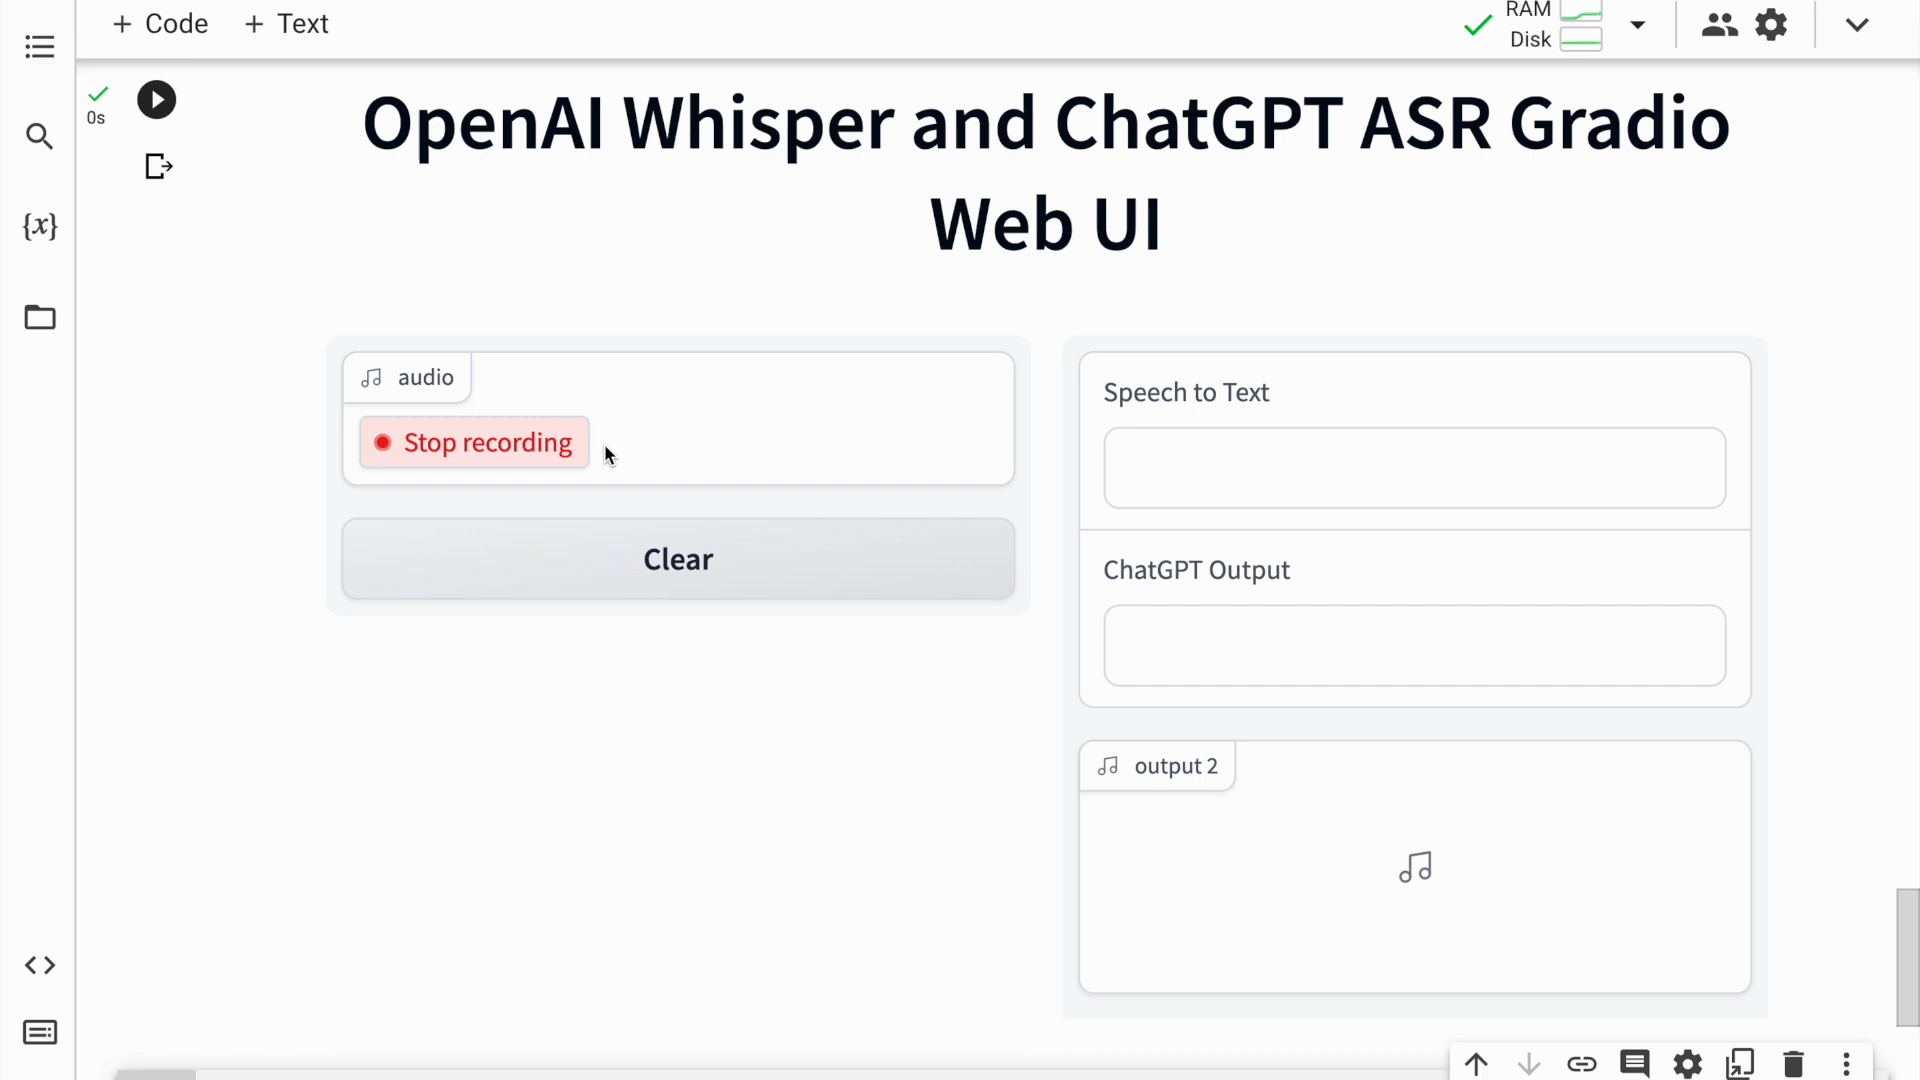 + Code + Text
RAM
Disk
0s
OpenAI Whisper and ChatGPT ASR Gradio
Web UI
{x}
audio
Stop recording
Clear
Speech to Text
ChatGPT Output
output 2